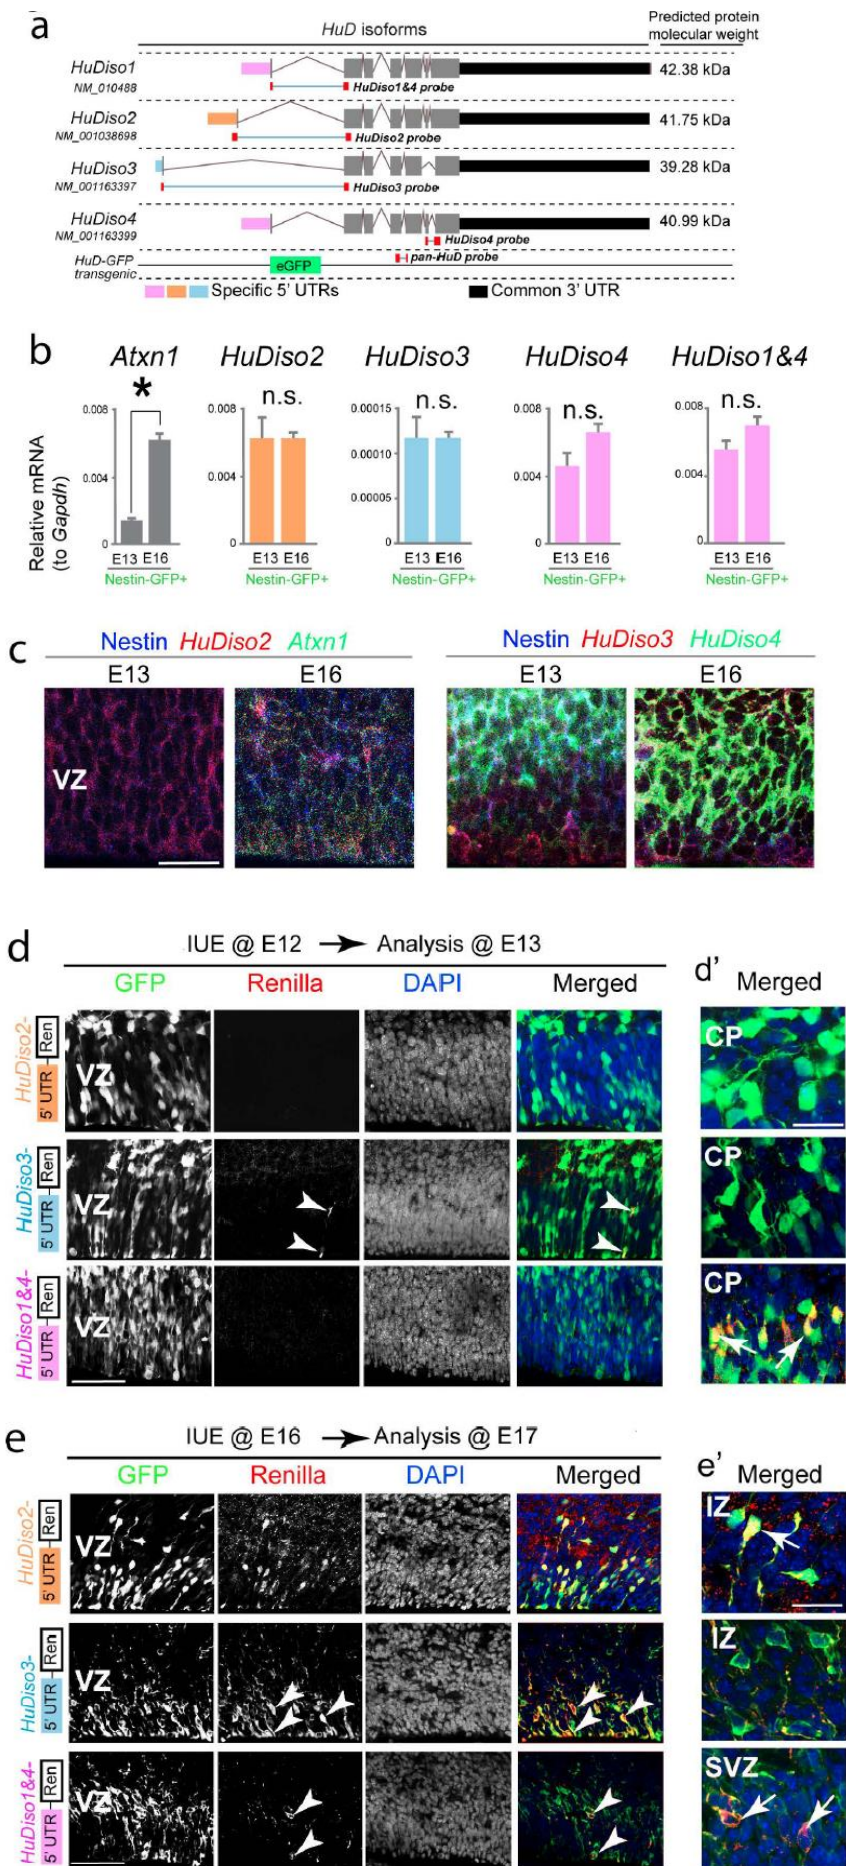 a
HuD isoforms
Predicted protein
molecular weight
HuDiso1
NM_010488
HuDiso1&4 probe
42.38 kDa
HuDiso2
NM_001038698
HuDiso2 probe
41.75 kDa
HuDiso3
NM_001163397
HuDiso3 probe
39.28 kDa
HuDiso4
NM_001163399
HuDiso4 probe
40.99 kDa
HuD-GFP
transgenic
eGFP
pan-HuD probe
Specific 5' UTRs
Common 3' UTR
b
Relative mRNA
(to Gapdh)
Atxn1
*
0.008
0.004
0
E13 E16
Nestin-GFP+
HuDiso2
n.s.
0.008
0.004
0
E13 E16
Nestin-GFP+
HuDiso3
n.s.
0.00015
0.00010
0.00005
0
E13 E16
Nestin-GFP+
HuDiso4
n.s.
0.008
0.004
0
E13 E16
Nestin-GFP+
HuDiso1&4
n.s.
0.008
0.004
0
E13 E16
Nestin-GFP+
c
Nestin HuDiso2 Atxn1
E13 E16
VZ
Nestin HuDiso3 HuDiso4
E13 E16
d
IUE @ E12 Analysis @ E13
GFP Renilla DAPI Merged
HuDiso2-
5' UTR Ren
VZ
HuDiso3-
5' UTR Ren
VZ
HuDiso1&4-
5' UTR Ren
VZ
d'
Merged
CP
CP
CP
e
IUE @ E16 Analysis @ E17
GFP Renilla DAPI Merged
HuDiso2-
5' UTR Ren
VZ
HuDiso3-
5' UTR Ren
VZ
HuDiso1&4-
5' UTR Ren
VZ
e'
Merged
IZ
IZ
SVZ